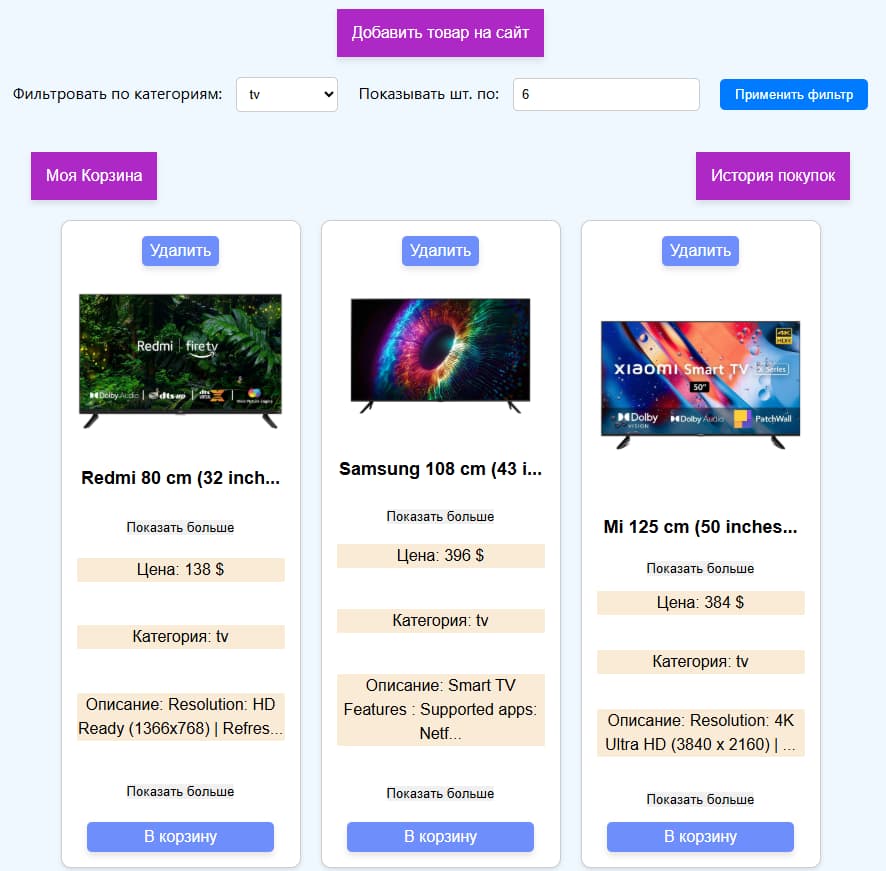 Добавить товар на сайт
Фильтровать по категориям: tv Показывать шт. по: 6 Применить фильтр
Моя Корзина
История покупок
Удалить
Redmi firetv
Dolby Audio dts
Redmi 80 cm (32 inch...
Показать больше
Цена: 138 $
Категория: tv
Описание: Resolution: HD
Ready (1366x768) | Refres...
Показать больше
В корзину
Удалить
Samsung 108 cm (43 i...
Показать больше
Цена: 396 $
Категория: tv
Описание: Smart TV
Features : Supported apps:
Netf...
Показать больше
В корзину
Удалить
4K
HDR
xiaomi Smart TV X Series
50"
Dolby VISION Dolby Audio PatchWall
Mi 125 cm (50 inches...
Показать больше
Цена: 384 $
Категория: tv
Описание: Resolution: 4K
Ultra HD (3840 x 2160) | ...
Показать больше
В корзину